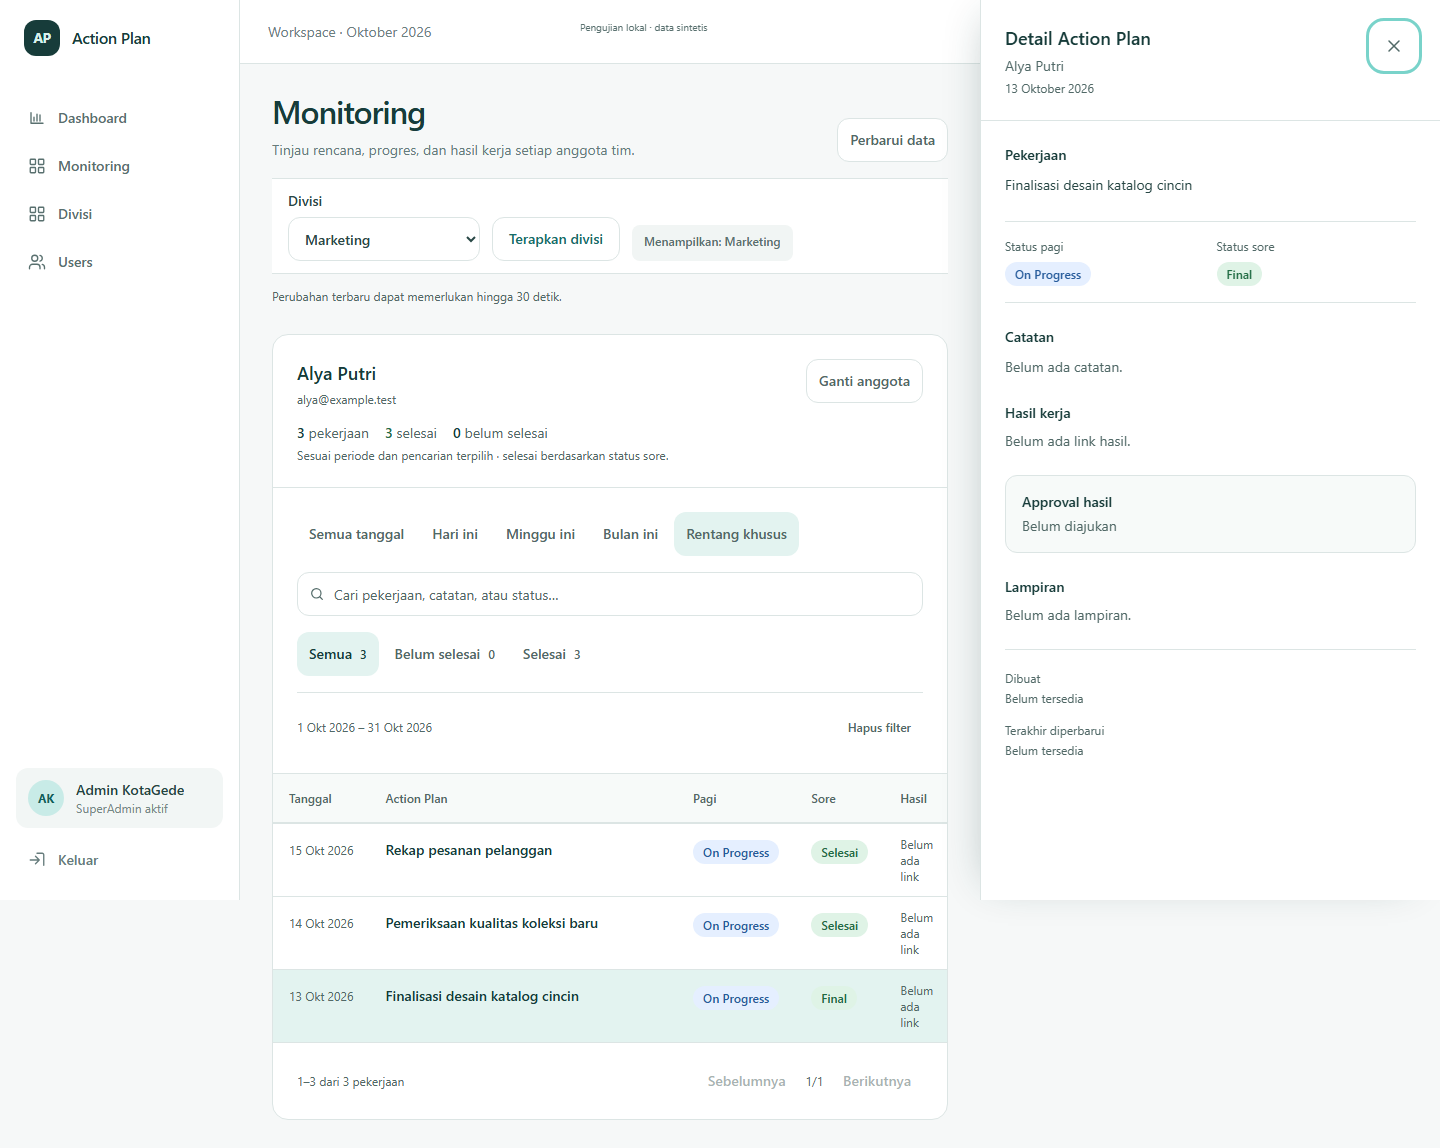 AP Action Plan
Dashboard
Monitoring
Divisi
Users
AK
Admin KotaGede
SuperAdmin aktif
Keluar
Workspace · Oktober 2026
Pengujian lokal · data sintetis
Monitoring
Tinjau rencana, progres, dan hasil kerja setiap anggota tim.
Perbarui data
Divisi
Marketing
Terapkan divisi
Menampilkan: Marketing
Perubahan terbaru dapat memerlukan hingga 30 detik.
Alya Putri
alya@example.test
Ganti anggota
3 pekerjaan 3 selesai 0 belum selesai
Sesuai periode dan pencarian terpilih · selesai berdasarkan status sore.
Semua tanggal Hari ini Minggu ini Bulan ini Rentang khusus
Cari pekerjaan, catatan, atau status...
Semua 3 Belum selesai 0 Selesai 3
1 Okt 2026 – 31 Okt 2026 Hapus filter
Tanggal Action Plan Pagi Sore Hasil
15 Okt 2026 Rekap pesanan pelanggan On Progress Selesai Belum
ada
link
14 Okt 2026 Pemeriksaan kualitas koleksi baru On Progress Selesai Belum
ada
link
13 Okt 2026 Finalisasi desain katalog cincin On Progress Final Belum
ada
link
1–3 dari 3 pekerjaan Sebelumnya 1/1 Berikutnya
Detail Action Plan
Alya Putri
13 Oktober 2026
Pekerjaan
Finalisasi desain katalog cincin
Status pagi Status sore
On Progress Final
Catatan
Belum ada catatan.
Hasil kerja
Belum ada link hasil.
Approval hasil
Belum diajukan
Lampiran
Belum ada lampiran.
Dibuat
Belum tersedia
Terakhir diperbarui
Belum tersedia